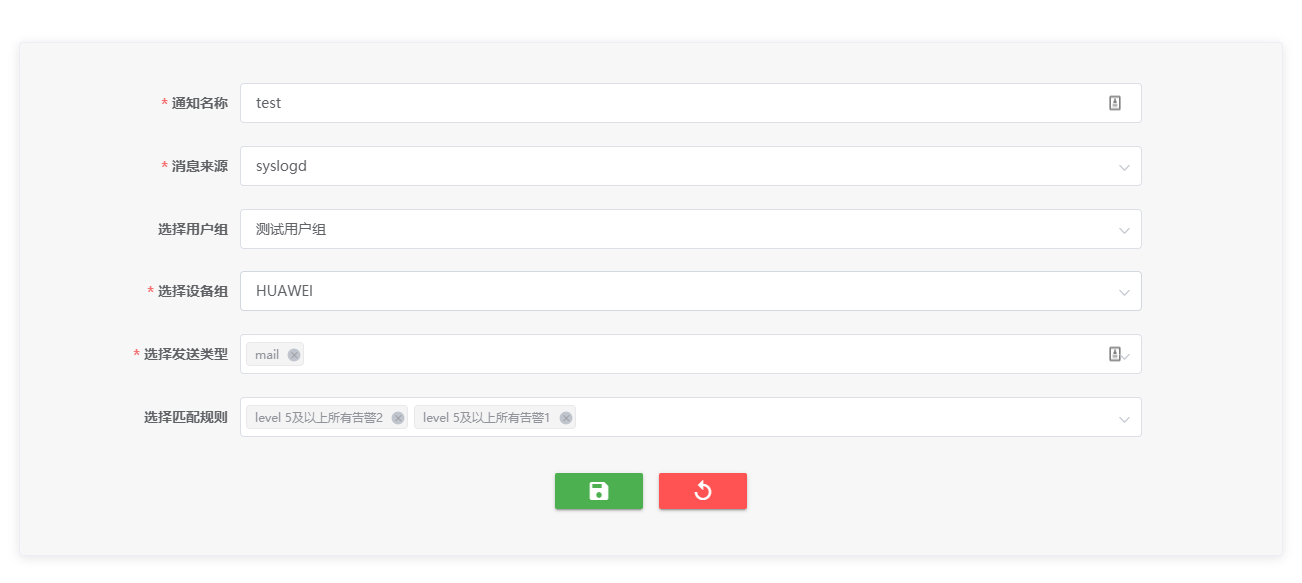 * 通知名称 test
* 消息来源 syslogd
选择用户组 测试用户组
* 选择设备组 HUAWEI
* 选择发送类型 mail
选择匹配规则 level 5及以上所有告警2 level 5及以上所有告警1